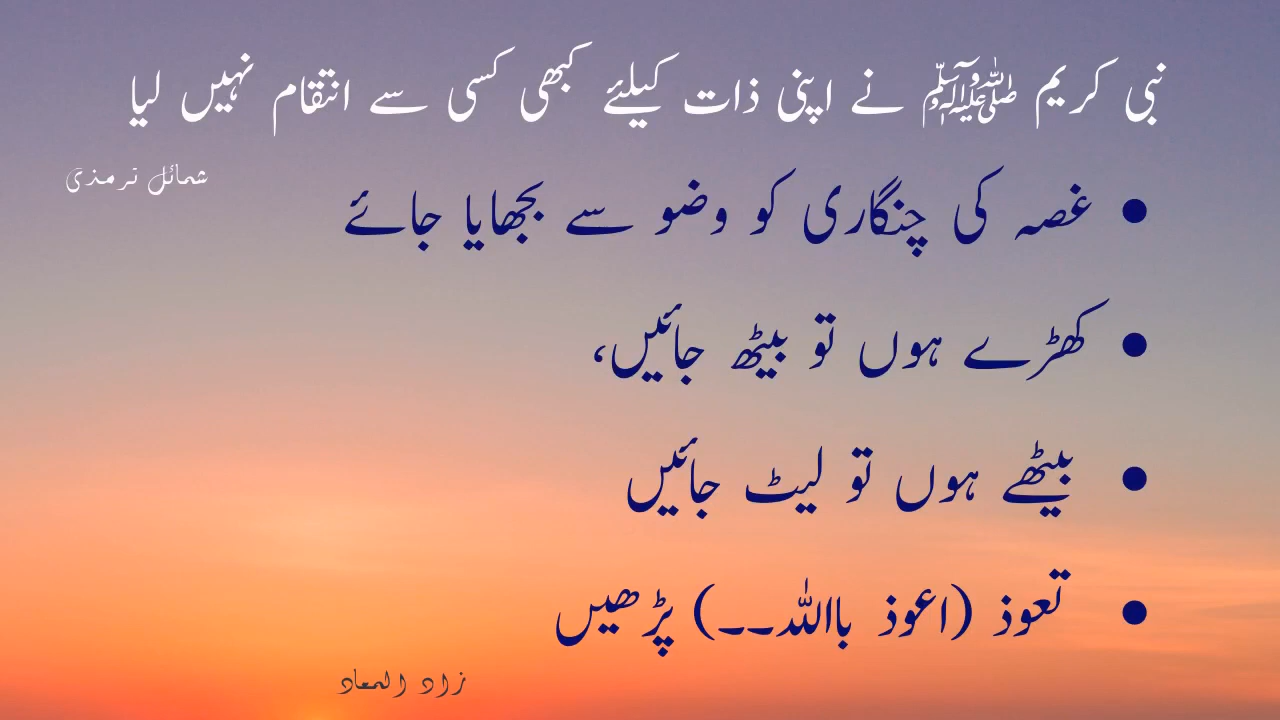 نبی کریم ﷺ نے اپنی ذات کیلئے کبھی کسی سے انتقام نہیں لیا
شمائل ترمذی
• غصہ کی چنگاری کو وضو سے بجھایا جائے
• کھڑے ہوں تو بیٹھ جائیں،
• بیٹھے ہوں تو لیٹ جائیں
• تعوذ (اعوذ باللہ۔۔) پڑھیں
زاد المعاد